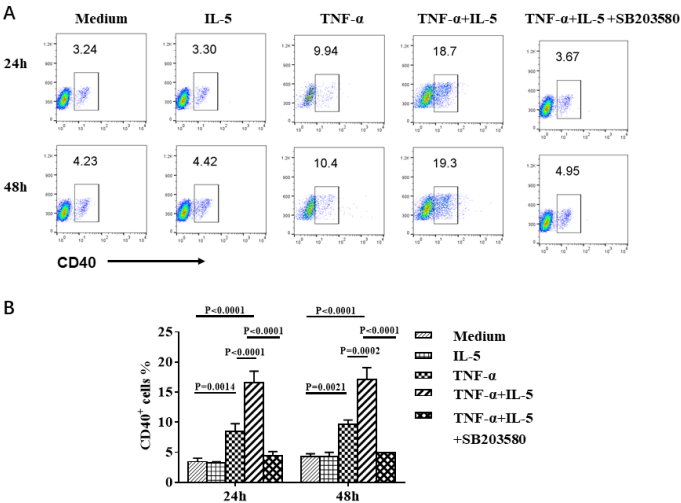 A
Medium IL-5 TNF-α TNF-α+IL-5 TNF-α+IL-5 +SB203580
24h
3.24 3.30 9.94 18.7 3.67
48h
4.23 4.42 10.4 19.3 4.95
CD40
B
P<0.0001 P<0.0001
P<0.0001 P<0.0001
P<0.0001 P=0.0002
P=0.0014 P=0.0021
CD40⁺ cells %
25
20
15
10
5
0
24h 48h
Medium
IL-5
TNF-α
TNF-α+IL-5
TNF-α+IL-5
+SB203580